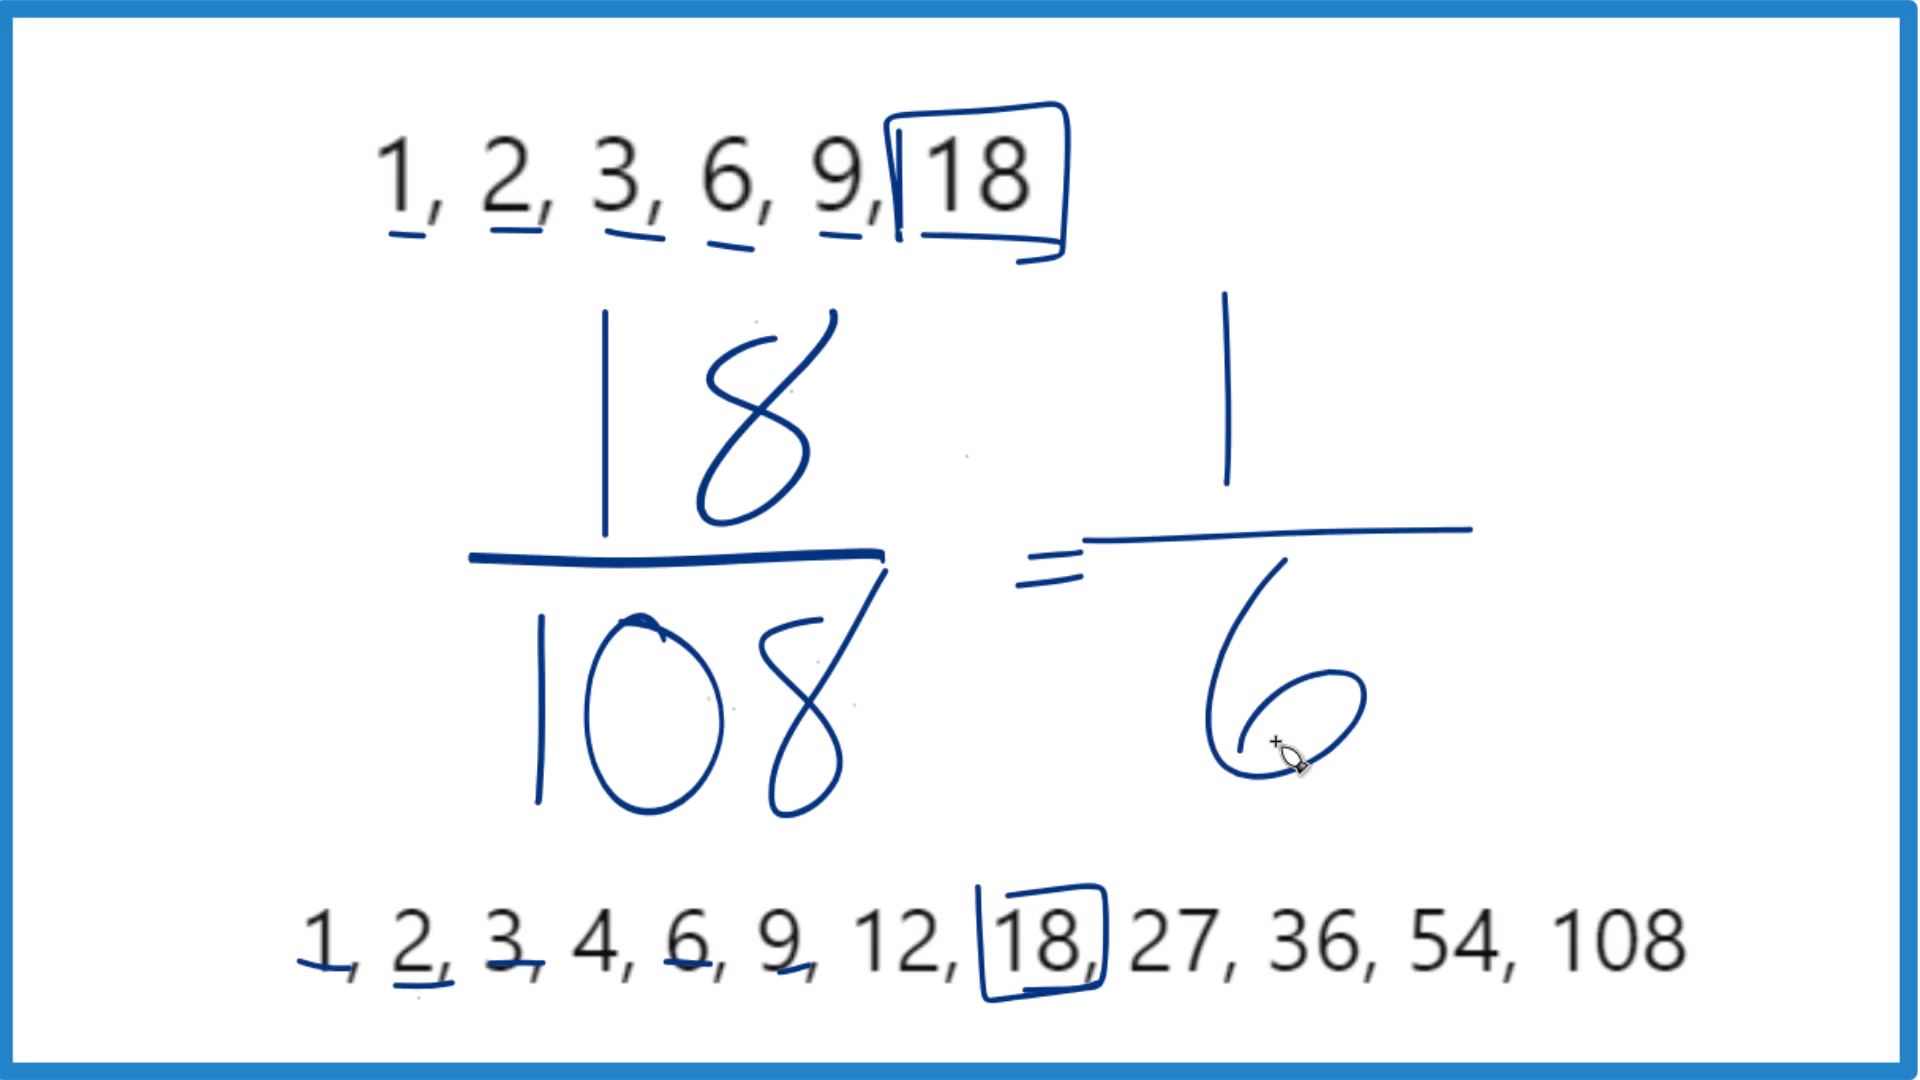 1, 2, 3, 6, 9, 18
18
108
=
1
6
1, 2, 3, 4, 6, 9, 12, 18, 27, 36, 54, 108